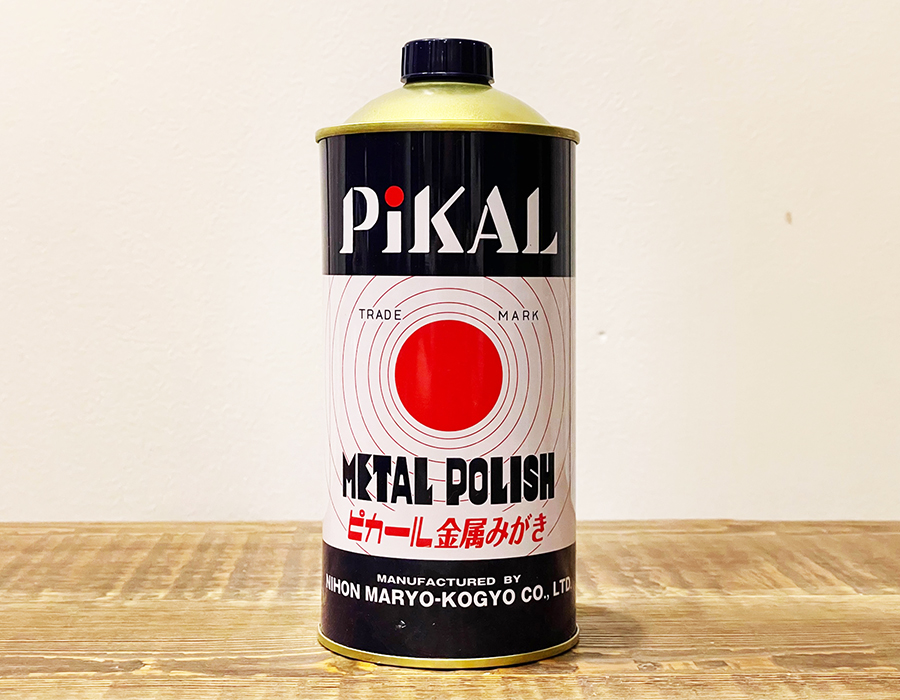 PiKAL
TRADE MARK
METAL POLISH
ピカール金属みがき
MANUFACTURED BY
NIHON MARYO-KOGYO CO., LTD.